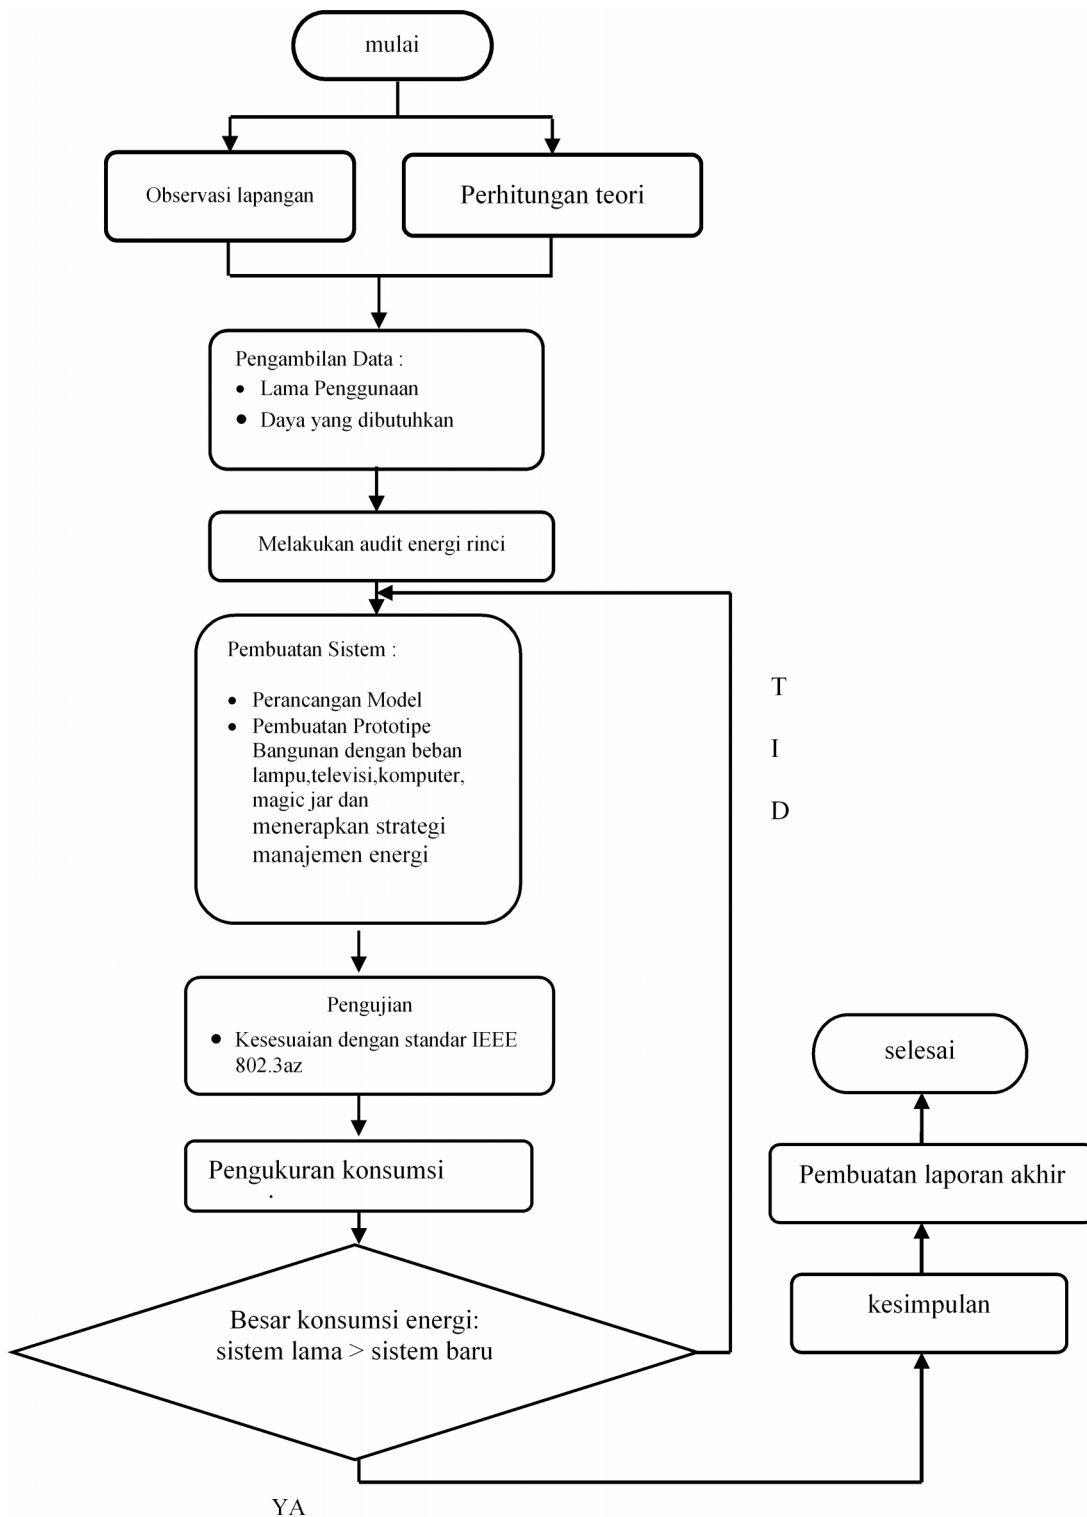 mulai
Observasi lapangan
Perhitungan teori
Pengambilan Data :
• Lama Penggunaan
• Daya yang dibutuhkan
Melakukan audit energi rinci
Pembuatan Sistem :
• Perancangan Model
• Pembuatan Prototipe
Bangunan dengan beban
lampu,televisi,komputer,
magic jar dan
menerapkan strategi
manajemen energi
T
I
D
Pengujian
• Kesesuaian dengan standar IEEE
802.3az
Pengukuran konsumsi
Besar konsumsi energi:
sistem lama > sistem baru
YA
selesai
Pembuatan laporan akhir
kesimpulan